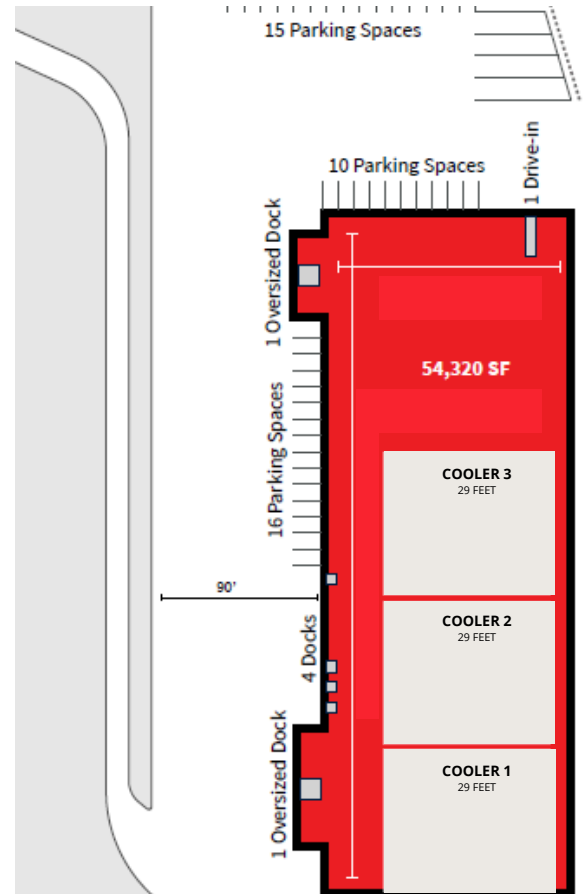 15 Parking Spaces
10 Parking Spaces
1 Drive-in
1 Oversized Dock
54,320 SF
16 Parking Spaces
COOLER 3
29 FEET
90'
COOLER 2
29 FEET
4 Docks
1 Oversized Dock
COOLER 1
29 FEET